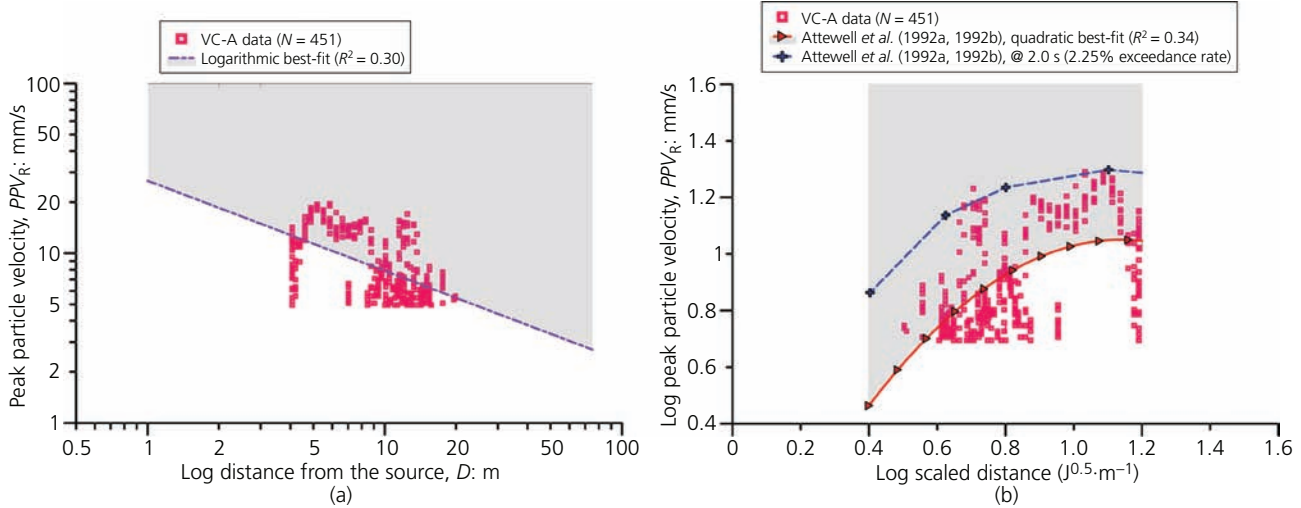 VC-A data (N = 451)
Logarithmic best-fit (R² = 0.30)
100
50
20
10
5
2
1
Peak particle velocity, PPV_R: mm/s
0.5
1
2
5
10
20
50
100
Log distance from the source, D: m
(a)
VC-A data (N = 451)
Attewell et al. (1992a, 1992b), quadratic best-fit (R² = 0.34)
Attewell et al. (1992a, 1992b), @ 2.0 s (2.25% exceedance rate)
1.6
1.4
1.2
1
0.8
0.6
0.4
Log peak particle velocity, PPV_R: mm/s
0
0.2
0.4
0.6
0.8
1.0
1.2
1.4
1.6
Log scaled distance (J⁰·⁵·m⁻¹)
(b)